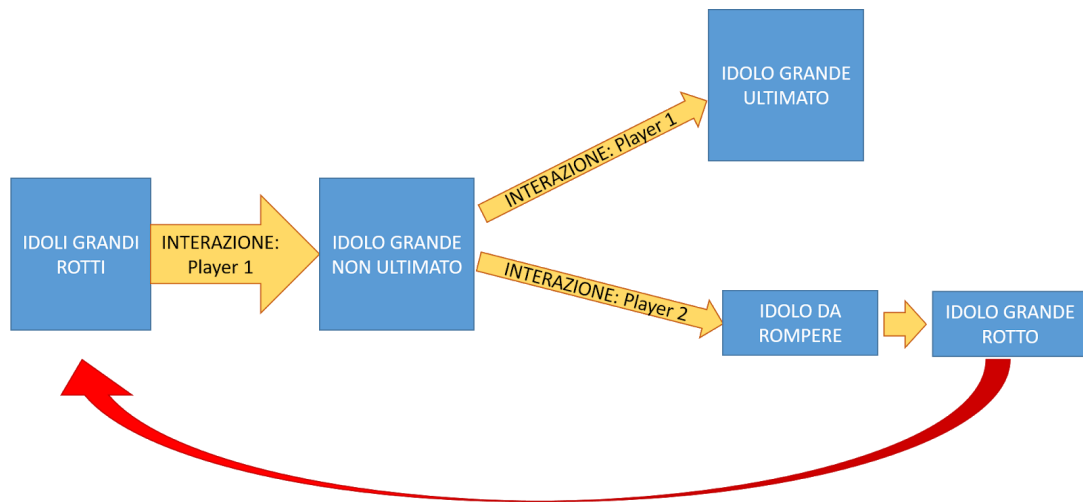 IDOLI GRANDI
ROTTI
INTERAZIONE:
Player 1
IDOLO GRANDE
NON ULTIMATO
INTERAZIONE: Player 1
IDOLO GRANDE
ULTIMATO
INTERAZIONE: Player 2
IDOLO DA
ROMPERE
IDOLO GRANDE
ROTTO